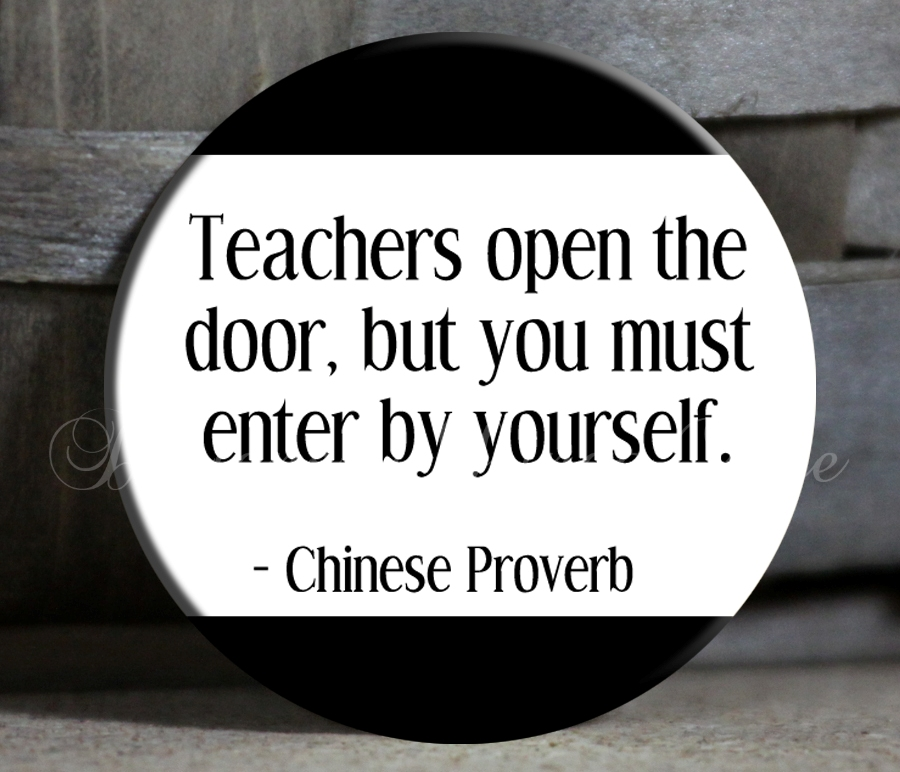 Teachers open the
door, but you must
enter by yourself.
- Chinese Proverb